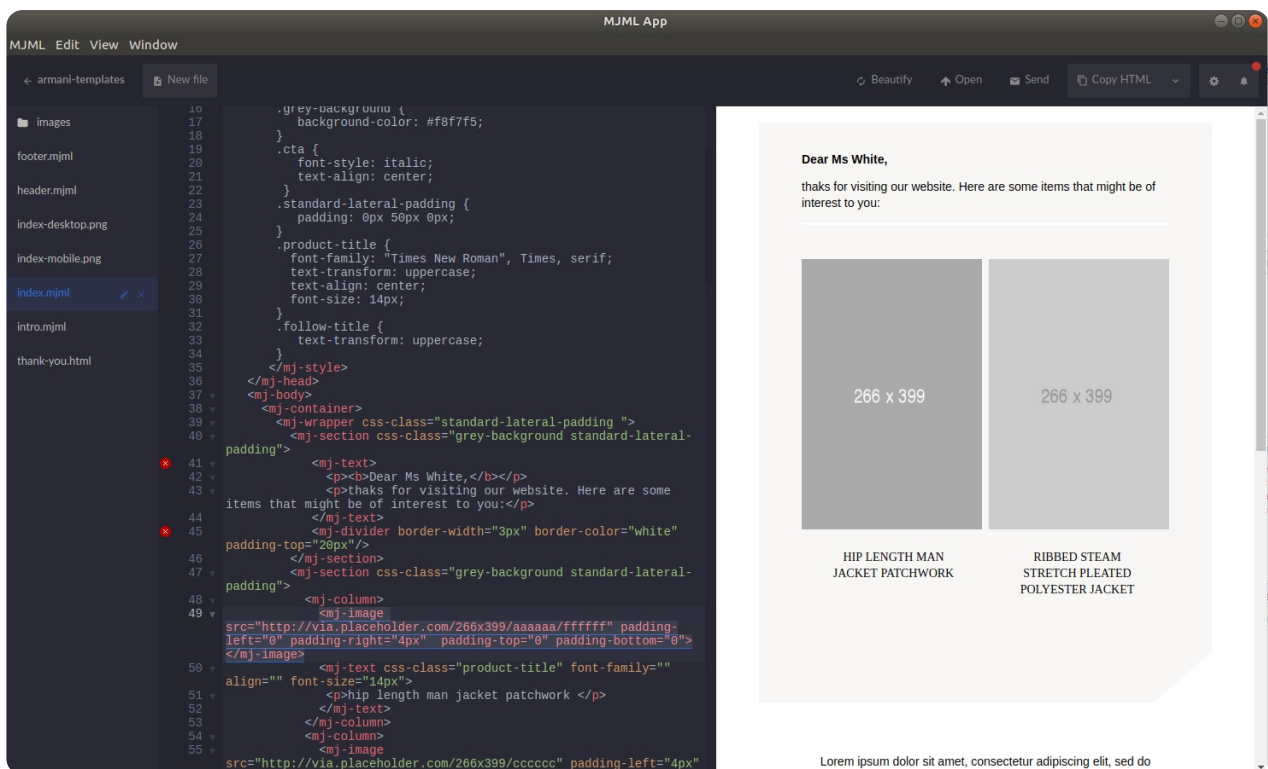 MJML App
MJML Edit View Window
← armani-templates
New file
Beautify
Open
Send
Copy HTML
images
footer.mjml
header.mjml
index-desktop.png
index-mobile.png
index.mjml
intro.mjml
thank-you.html
16 .grey-background {
17 background-color: #f8f7f5;
18 }
19 .cta {
20 font-style: italic;
21 text-align: center;
22 }
23 .standard-lateral-padding {
24 padding: 0px 50px 0px;
25 }
26 .product-title {
27 font-family: "Times New Roman", Times, serif;
28 text-transform: uppercase;
29 text-align: center;
30 font-size: 14px;
31 }
32 .follow-title {
33 text-transform: uppercase;
34 }
35 </mj-style>
36 </mj-head>
37 <mj-body>
38 <mj-container>
39 <mj-wrapper css-class="standard-lateral-padding ">
40 <mj-section css-class="grey-background standard-lateral-
padding">
41 <mj-text>
42 <p><b>Dear Ms White,</b></p>
43 <p>thaks for visiting our website. Here are some
items that might be of interest to you:</p>
44 </mj-text>
45 <mj-divider border-width="3px" border-color="white"
padding-top="20px"/>
46 </mj-section>
47 <mj-section css-class="grey-background standard-lateral-
padding">
48 <mj-column>
49 <mj-image
src="http://via.placeholder.com/266x399/aaaaaa/ffffff" padding-
left="0" padding-right="4px"  padding-top="0" padding-bottom="0">
</mj-image>
50 <mj-text css-class="product-title" font-family=""
align="" font-size="14px">
51 <p>hip length man jacket patchwork </p>
52 </mj-text>
53 </mj-column>
54 <mj-column>
55 <mj-image
src="http://via.placeholder.com/266x399/cccccc" padding-left="4px"
Dear Ms White,
thaks for visiting our website. Here are some items that might be of
interest to you:
266 x 399
266 x 399
HIP LENGTH MAN
JACKET PATCHWORK
RIBBED STEAM
STRETCH PLEATED
POLYESTER JACKET
Lorem ipsum dolor sit amet, consectetur adipiscing elit, sed do